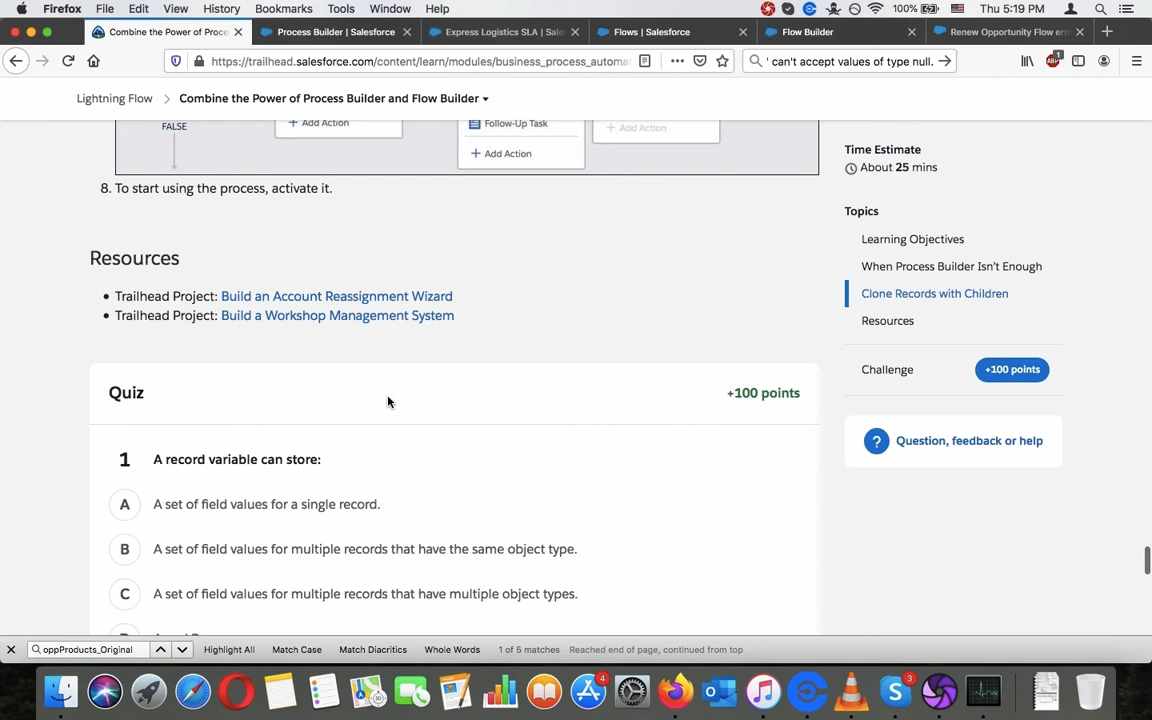 Firefox File Edit View History Bookmarks Tools Window Help 100% Thu 5:19 PM
Combine the Power of Proce Process Builder | Salesforce Express Logistics SLA | Sale Flows | Salesforce Flow Builder Renew Opportunity Flow err
https://trailhead.salesforce.com/content/learn/modules/business_process_automa ' can't accept values of type null.
Lightning Flow Combine the Power of Process Builder and Flow Builder
FALSE
+ Add Action
Follow-Up Task
+ Add Action
+ Add Action
8. To start using the process, activate it.
Resources
• Trailhead Project: Build an Account Reassignment Wizard
• Trailhead Project: Build a Workshop Management System
Quiz +100 points
1 A record variable can store:
A A set of field values for a single record.
B A set of field values for multiple records that have the same object type.
C A set of field values for multiple records that have multiple object types.
Time Estimate
About 25 mins
Topics
Learning Objectives
When Process Builder Isn't Enough
Clone Records with Children
Resources
Challenge +100 points
? Question, feedback or help
oppProducts_Original Highlight All Match Case Match Diacritics Whole Words 1 of 5 matches Reached end of page, continued from top
4
3